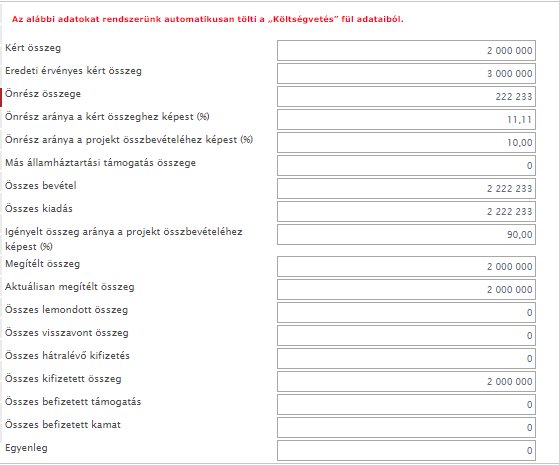 Az alábbi adatokat rendszerünk automatikusan tölti a „Költségvetés” fül adataiból.
Kért összeg 2 000 000
Eredeti érvényes kért összeg 3 000 000
Önrész összege 222 233
Önrész aránya a kért összeghez képest (%) 11,11
Önrész aránya a projekt összbevételéhez képest (%) 10,00
Más államháztartási támogatás összege 0
Összes bevétel 2 222 233
Összes kiadás 2 222 233
Igényelt összeg aránya a projekt összbevételéhez 90,00
képest (%)
Megítélt összeg 2 000 000
Aktuálisan megítélt összeg 2 000 000
Összes lemondott összeg 0
Összes visszavont összeg 0
Összes hátralévő kifizetés 0
Összes kifizetett összeg 2 000 000
Összes befizetett támogatás 0
Összes befizetett kamat 0
Egyenleg 0